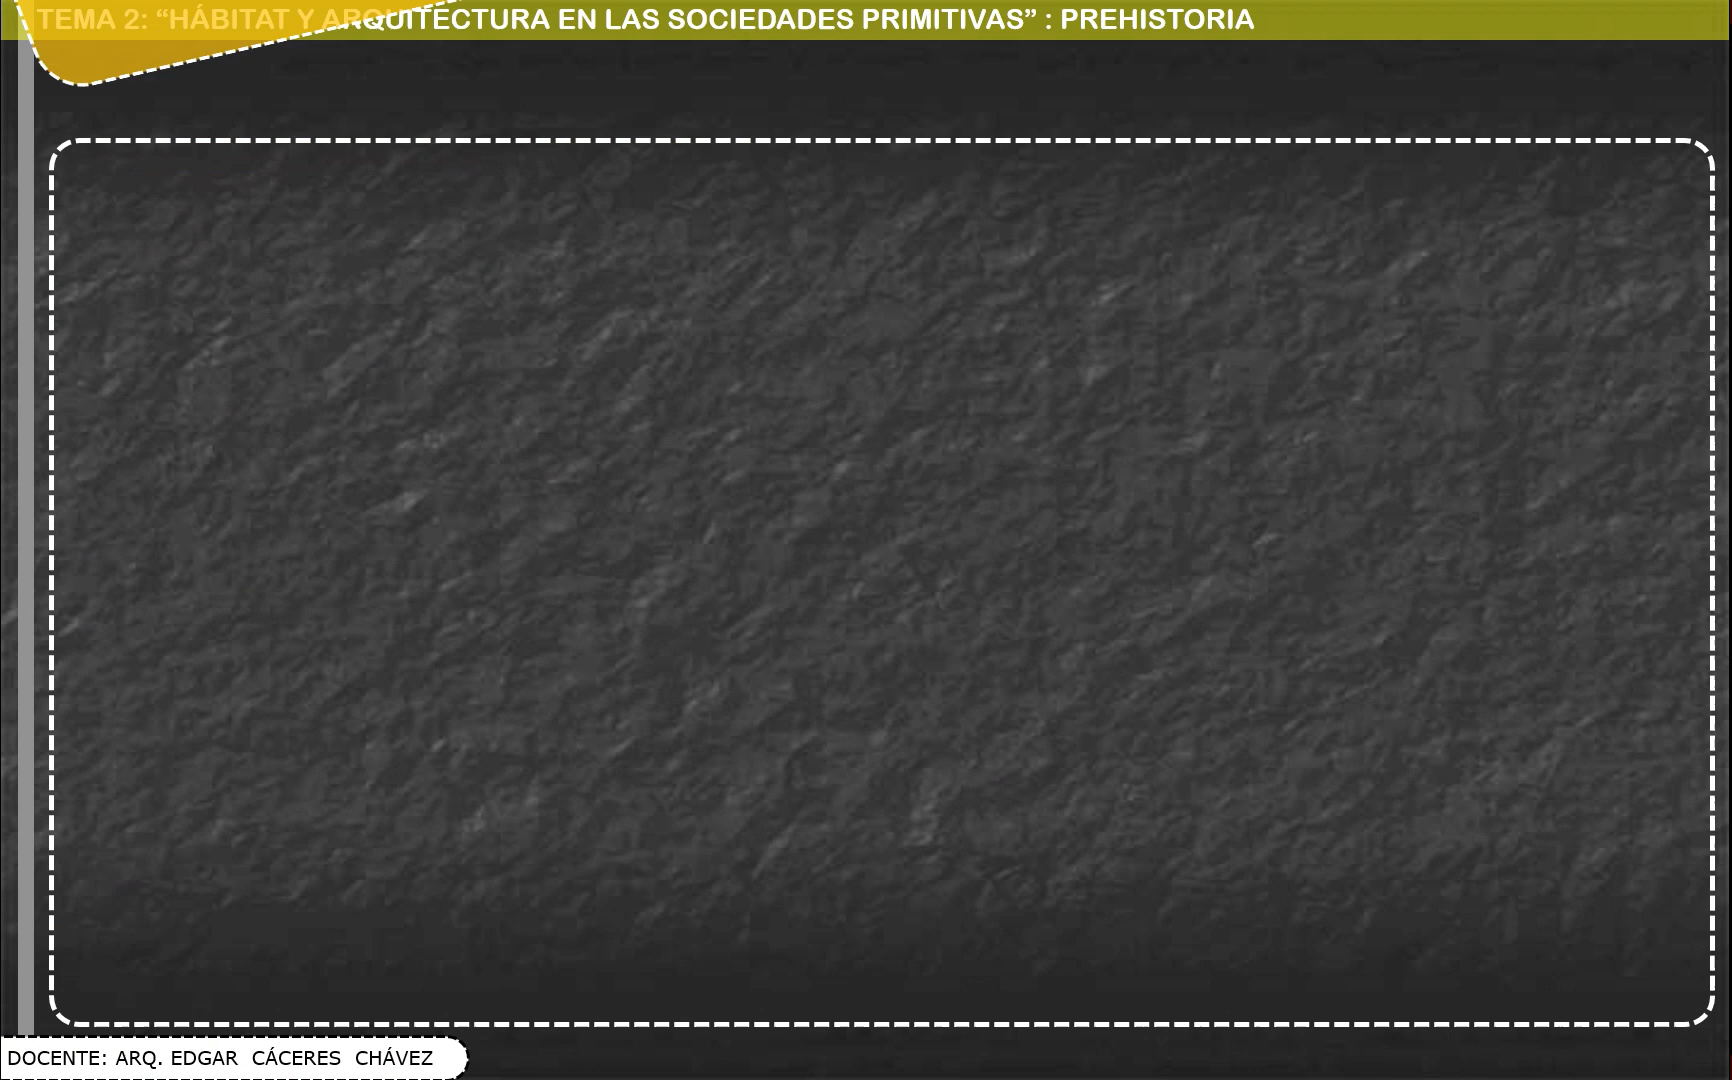 TEMA 2: “HÁBITAT Y ARQUITECTURA EN LAS SOCIEDADES PRIMITIVAS” : PREHISTORIA
DOCENTE: ARQ. EDGAR CÁCERES CHÁVEZ